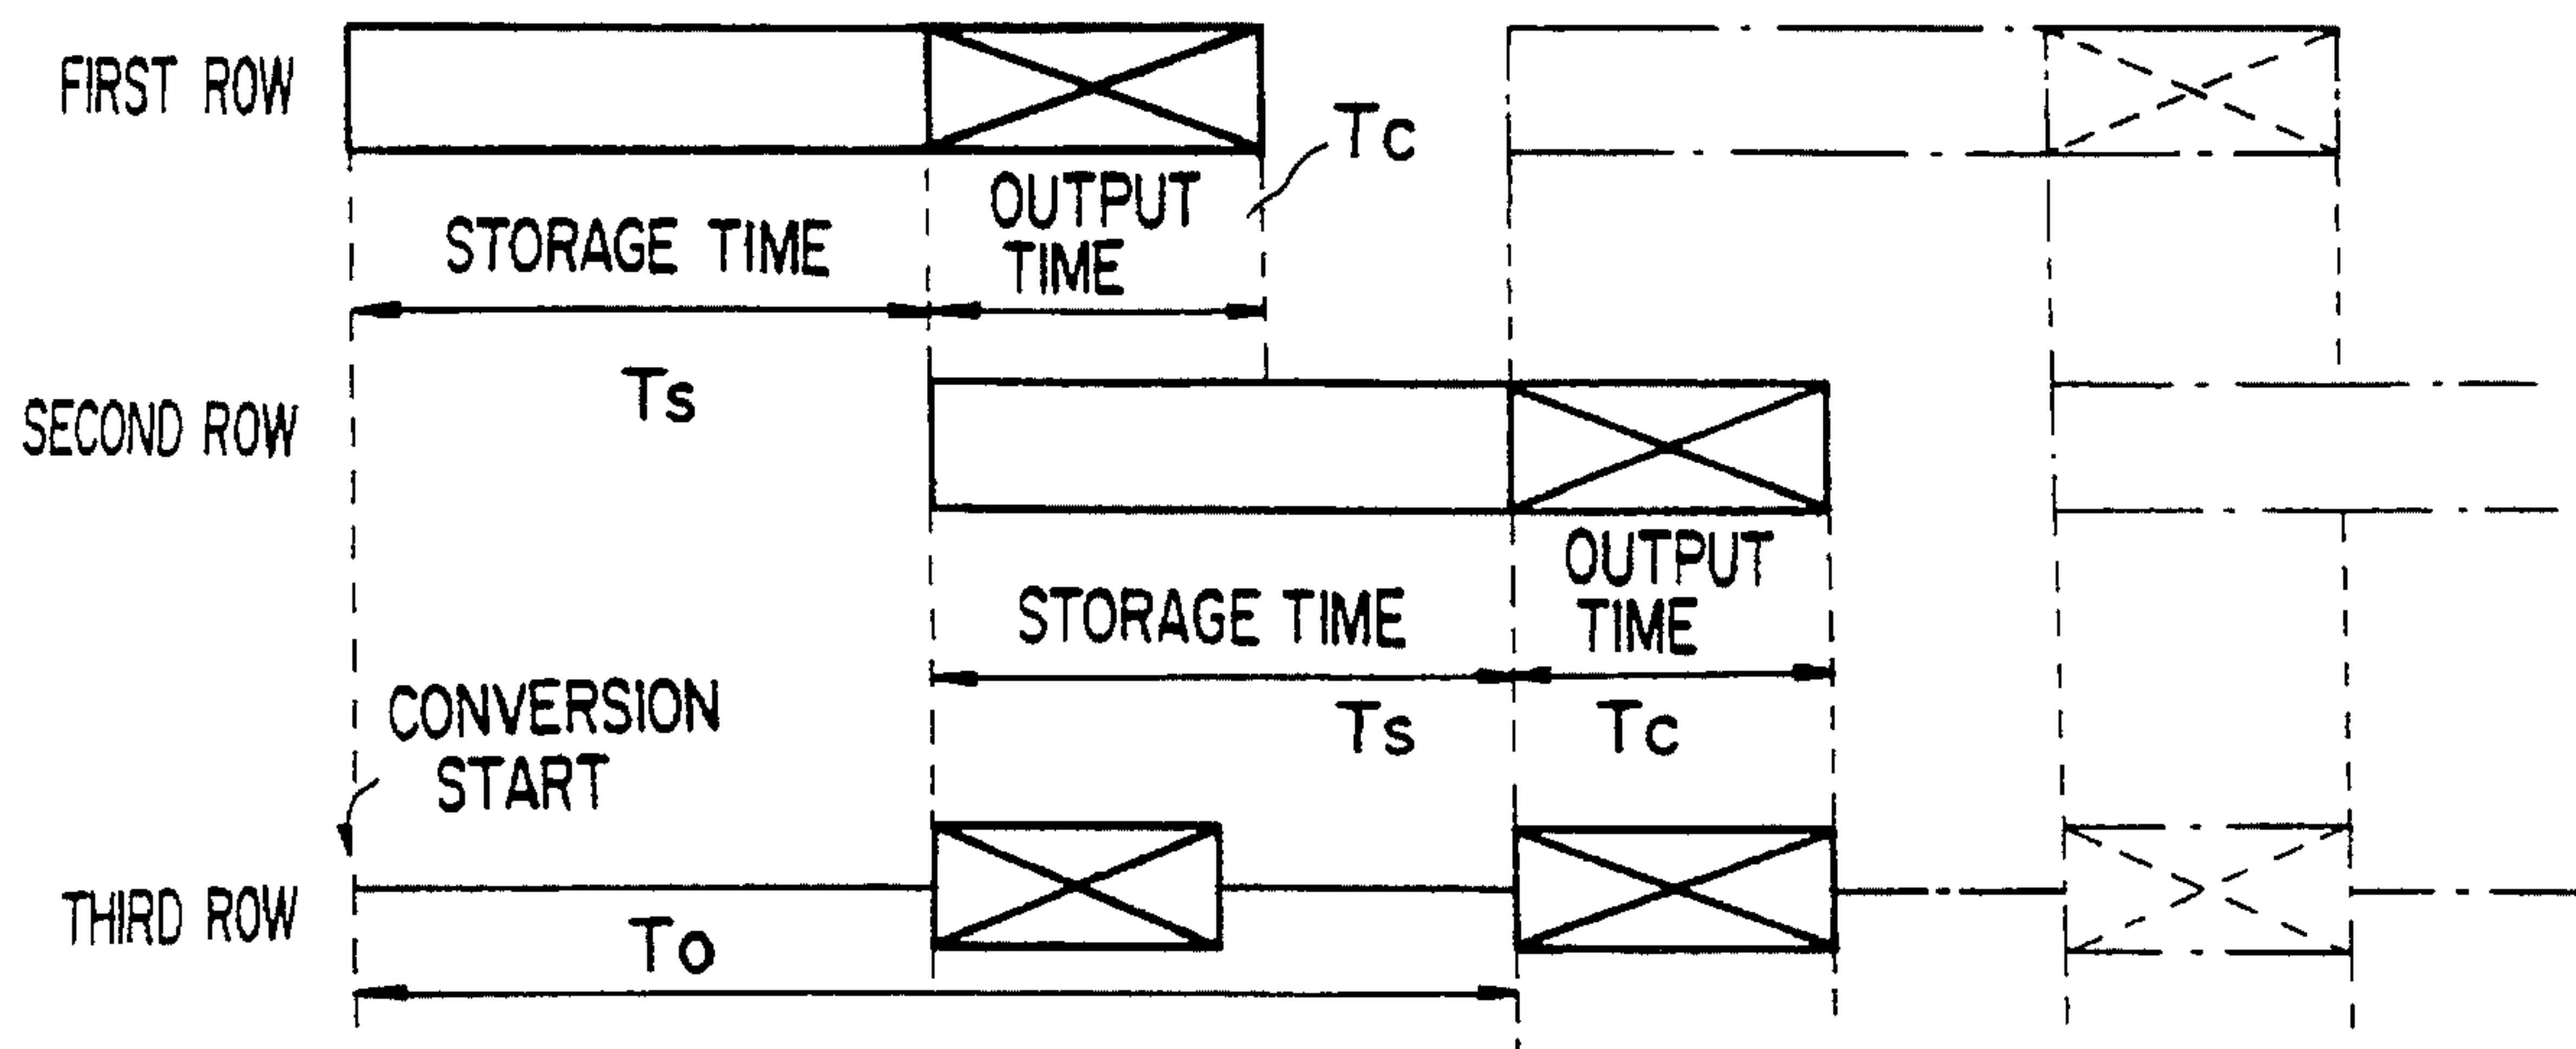 FIRST ROW
Tc
OUTPUT
TIME
STORAGE TIME
Ts
SECOND ROW
OUTPUT
TIME
STORAGE TIME
Ts
Tc
CONVERSION
START
THIRD ROW
To